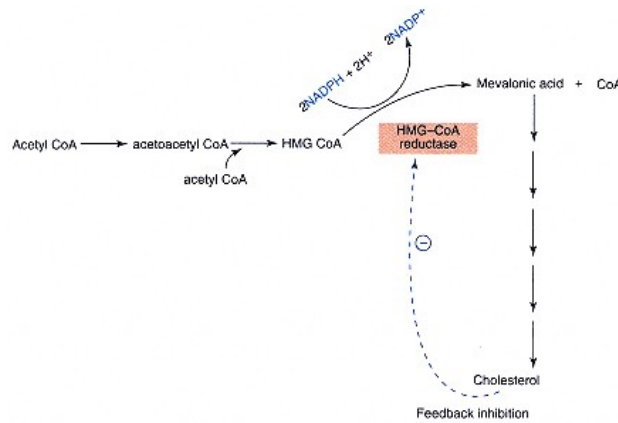 2NADPH + 2H⁺
2NADP⁺
Mevalonic acid + CoA
HMG–CoA
reductase
Acetyl CoA
acetoacetyl CoA
HMG CoA
acetyl CoA
−
Cholesterol
Feedback inhibition